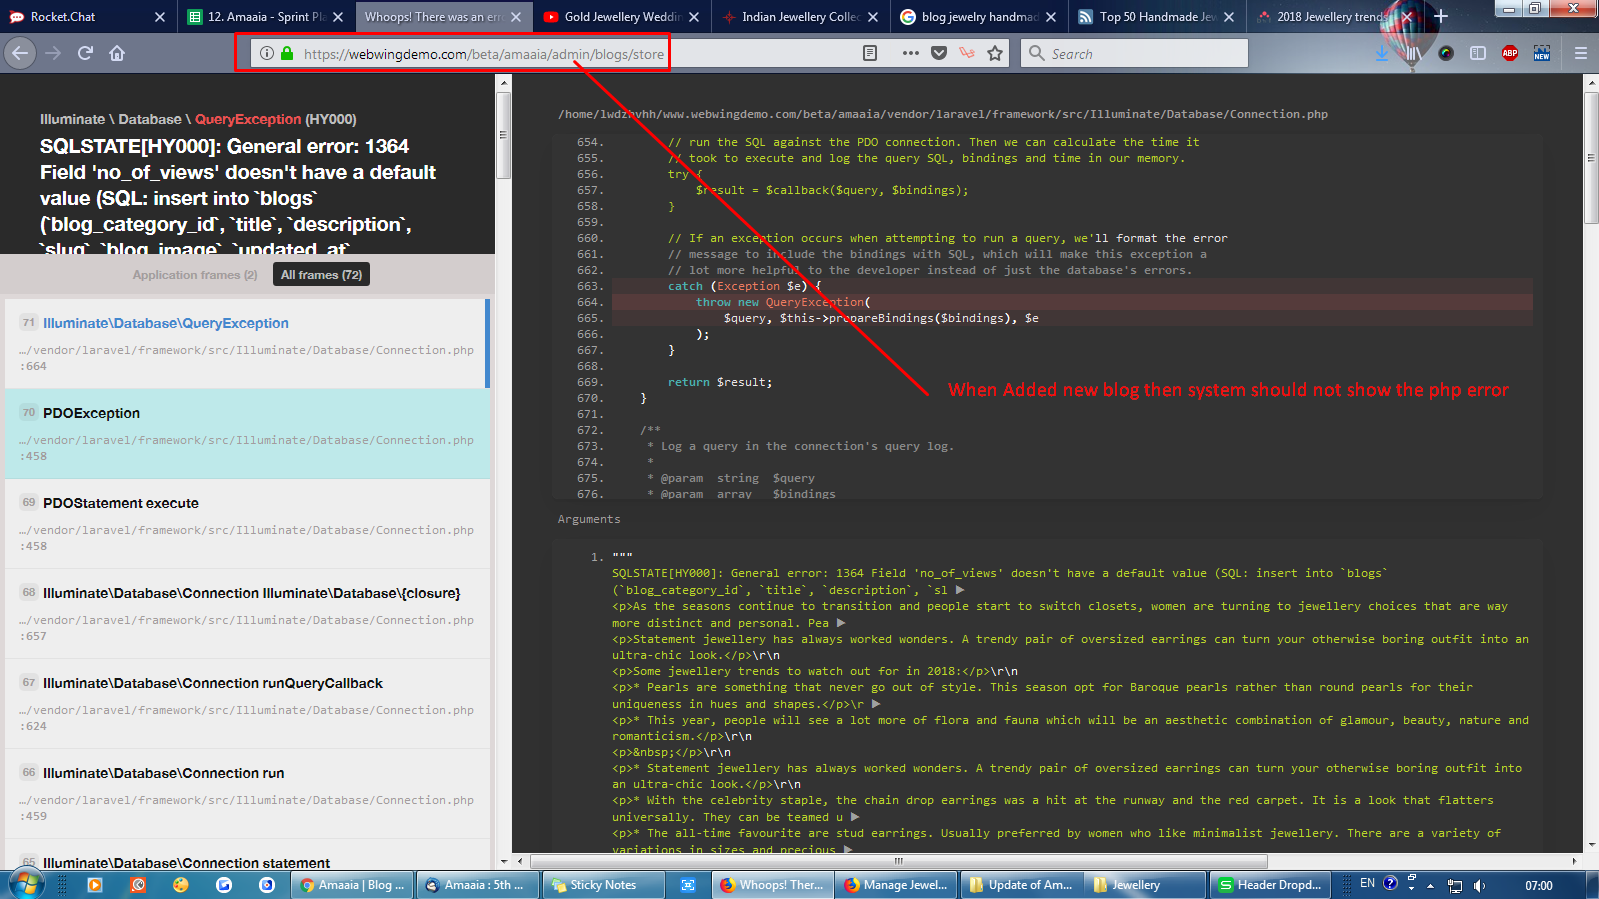 Rocket.Chat
12. Amaaia - Sprint Pla
Whoops! There was an erro
Gold Jewellery Weddin
Indian Jewellery Collec
blog jewelry handmad
Top 50 Handmade Jew
2018 Jewellery trends
https://webwingdemo.com/beta/amaaia/admin/blogs/store
Search
ABP
NEW
Illuminate \ Database \ QueryException (HY000)
SQLSTATE[HY000]: General error: 1364
Field 'no_of_views' doesn't have a default
value (SQL: insert into `blogs`
(`blog_category_id`, `title`, `description`,
`slug`, `blog_image`, `updated_at`,
Application frames (2)
All frames (72)
71 Illuminate\Database\QueryException
…/vendor/laravel/framework/src/Illuminate/Database/Connection.php
:664
70 PDOException
…/vendor/laravel/framework/src/Illuminate/Database/Connection.php
:458
69 PDOStatement execute
…/vendor/laravel/framework/src/Illuminate/Database/Connection.php
:458
68 Illuminate\Database\Connection Illuminate\Database\{closure}
…/vendor/laravel/framework/src/Illuminate/Database/Connection.php
:657
67 Illuminate\Database\Connection runQueryCallback
…/vendor/laravel/framework/src/Illuminate/Database/Connection.php
:624
66 Illuminate\Database\Connection run
…/vendor/laravel/framework/src/Illuminate/Database/Connection.php
:459
65 Illuminate\Database\Connection statement
/home/lwdzhvhh/www.webwingdemo.com/beta/amaaia/vendor/laravel/framework/src/Illuminate/Database/Connection.php
654. // run the SQL against the PDO connection. Then we can calculate the time it
655. // took to execute and log the query SQL, bindings and time in our memory.
656. try {
657. $result = $callback($query, $bindings);
658. }
659.
660. // If an exception occurs when attempting to run a query, we'll format the error
661. // message to include the bindings with SQL, which will make this exception a
662. // lot more helpful to the developer instead of just the database's errors.
663. catch (Exception $e) {
664. throw new QueryException(
665. $query, $this->prepareBindings($bindings), $e
666. );
667. }
668.
669. return $result;
670. }
671.
672. /**
673. * Log a query in the connection's query log.
674. *
675. * @param string $query
676. * @param array $bindings
When Added new blog then system should not show the php error
Arguments
1. """
SQLSTATE[HY000]: General error: 1364 Field 'no_of_views' doesn't have a default value (SQL: insert into `blogs`
(`blog_category_id`, `title`, `description`, `sl ▶
<p>As the seasons continue to transition and people start to switch closets, women are turning to jewellery choices that are way
more distinct and personal. Pea ▶
<p>Statement jewellery has always worked wonders. A trendy pair of oversized earrings can turn your otherwise boring outfit into an
ultra-chic look.</p>\r\n
<p>Some jewellery trends to watch out for in 2018:</p>\r\n
<p>* Pearls are something that never go out of style. This season opt for Baroque pearls rather than round pearls for their
uniqueness in hues and shapes.</p>\r ▶
<p>* This year, people will see a lot more of flora and fauna which will be an aesthetic combination of glamour, beauty, nature and
romanticism.</p>\r\n
<p>&nbsp;</p>\r\n
<p>* Statement jewellery has always worked wonders. A trendy pair of oversized earrings can turn your otherwise boring outfit into
an ultra-chic look.</p>\r\n
<p>* With the celebrity staple, the chain drop earrings was a hit at the runway and the red carpet. It is a look that flatters
universally. They can be teamed u ▶
<p>* The all-time favourite are stud earrings. Usually preferred by women who like minimalist jewellery. There are a variety of
variations in sizes and precious ▶
Amaaia | Blog ...
Amaaia : 5th ...
Sticky Notes
Whoops! Ther...
Manage Jewel...
Update of Am...
Jewellery
Header Dropd...
EN
07:00